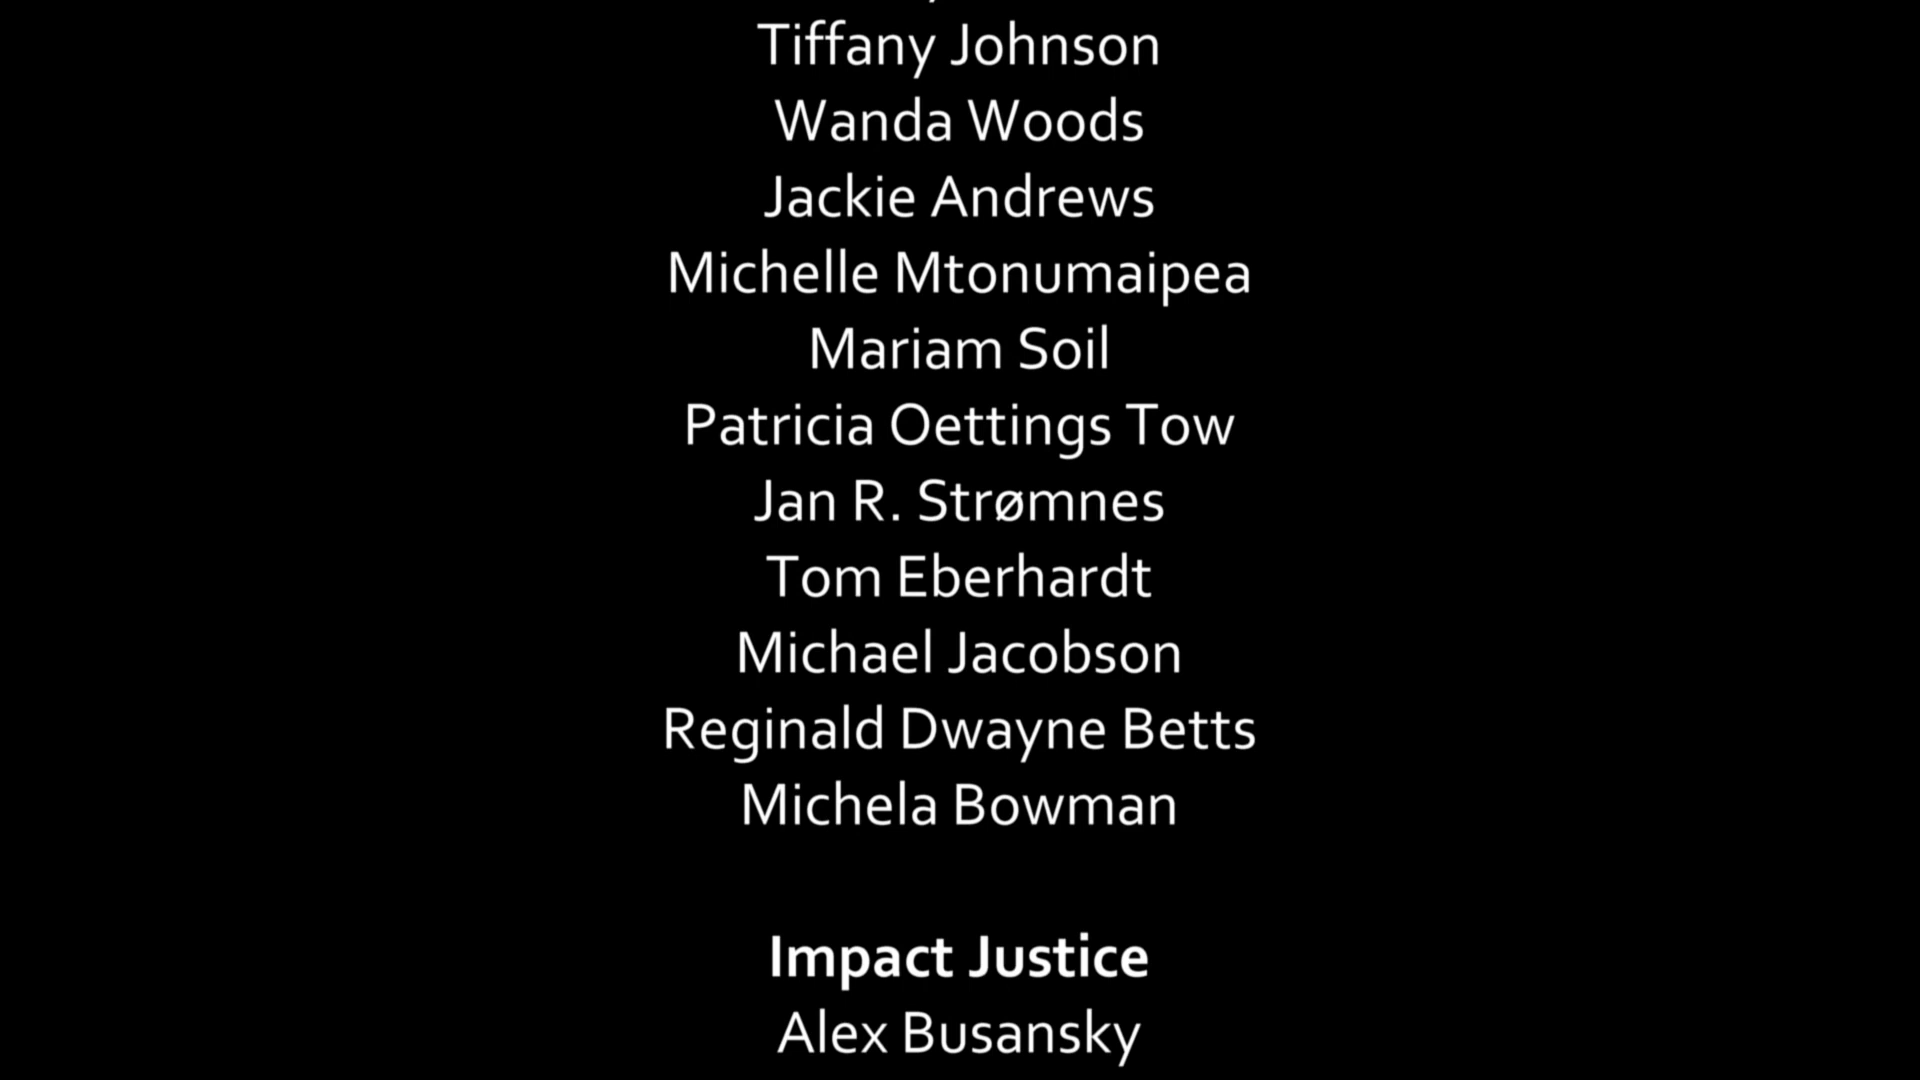 Tiffany Johnson
Wanda Woods
Jackie Andrews
Michelle Mtonumaipea
Mariam Soil
Patricia Oettings Tow
Jan R. Strømnes
Tom Eberhardt
Michael Jacobson
Reginald Dwayne Betts
Michela Bowman
Impact Justice
Alex Busansky